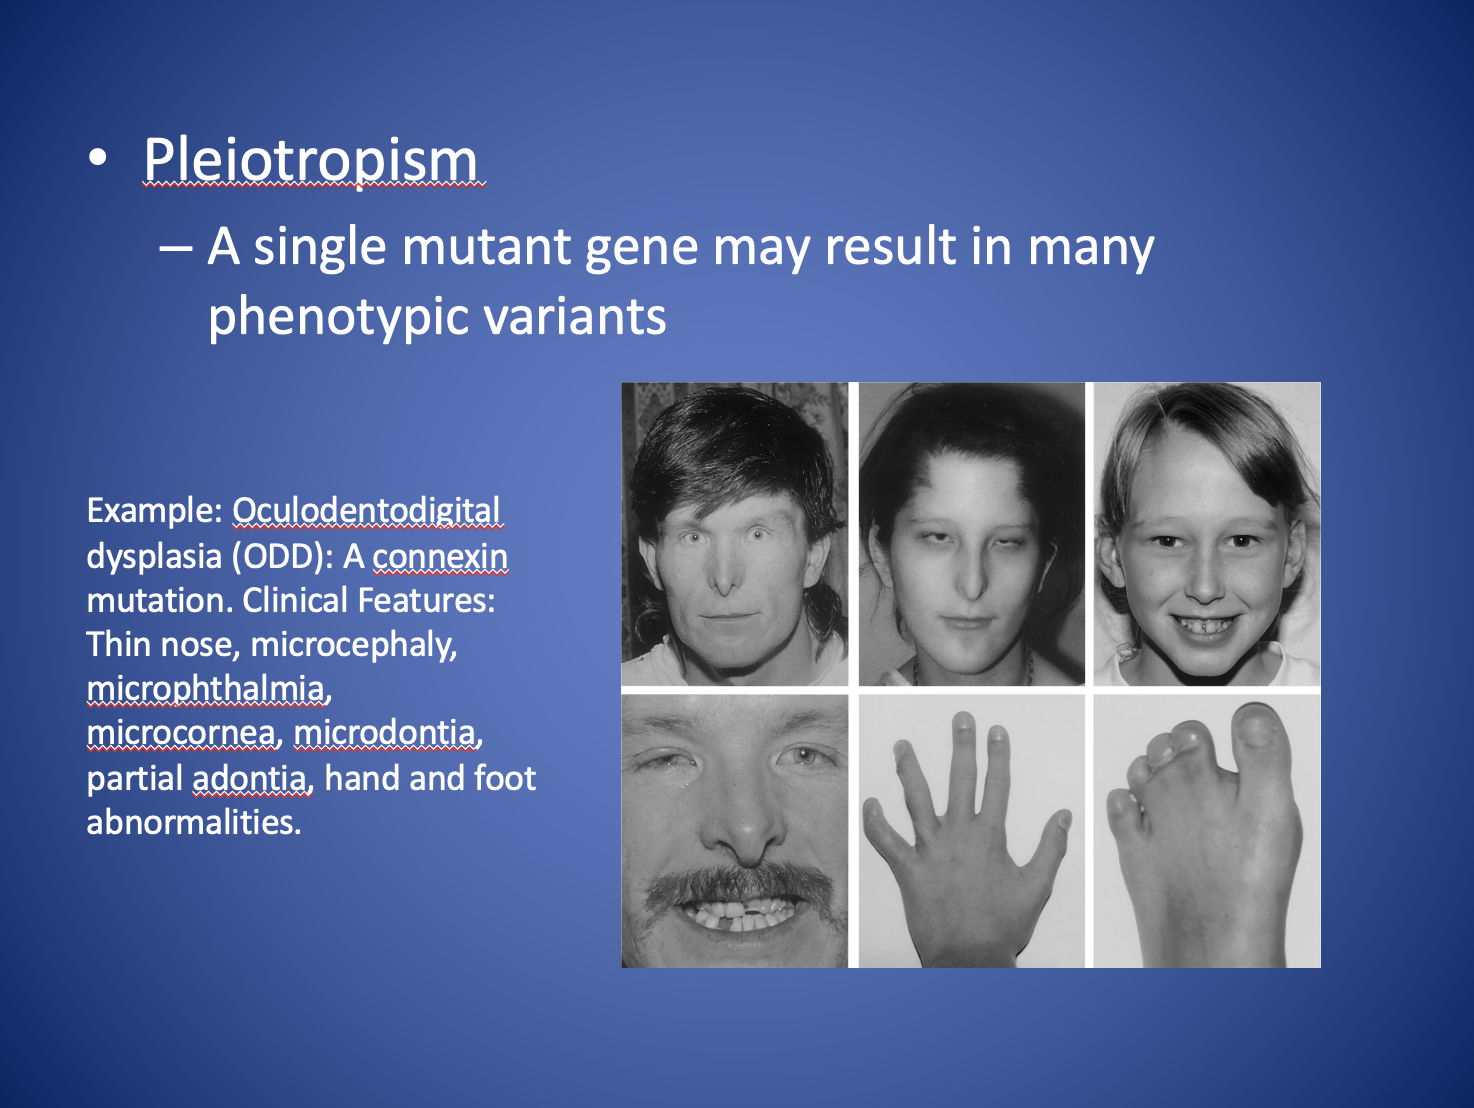 • Pleiotropism
– A single mutant gene may result in many
phenotypic variants
Example: Oculodentodigital
dysplasia (ODD): A connexin
mutation. Clinical Features:
Thin nose, microcephaly,
microphthalmia,
microcornea, microdontia,
partial adontia, hand and foot
abnormalities.